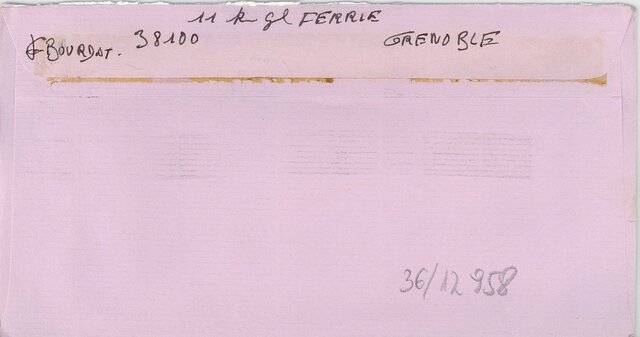 11 R gl FERRIE
E BOURDAT. 38100 GRENOBLE
36/12 958